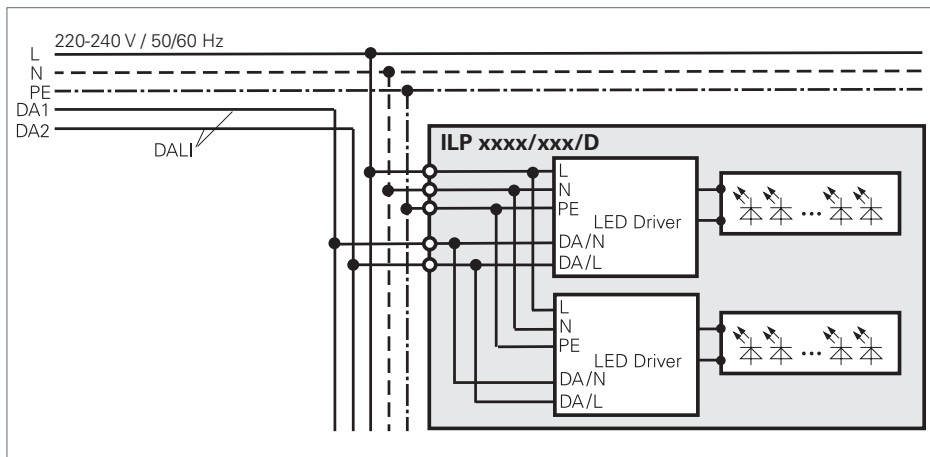 220-240 V / 50/60 Hz
L
N
PE
DA1
DA2
DALI
ILP xxxx/xxx/D
L
N
PE
LED Driver
DA/N
DA/L
L
N
PE
LED Driver
DA/N
DA/L